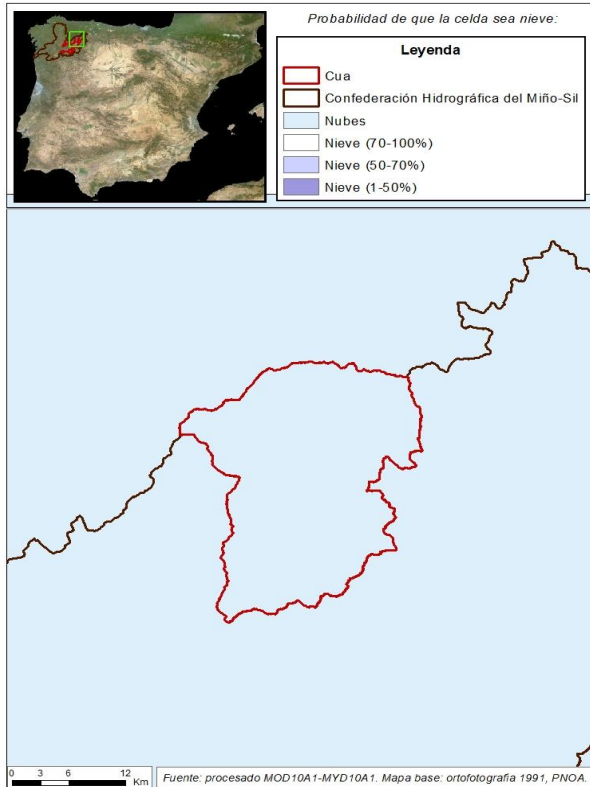 Probabilidad de que la celda sea nieve:
Leyenda
Cua
Confederación Hidrográfica del Miño-Sil
Nubes
Nieve (70-100%)
Nieve (50-70%)
Nieve (1-50%)
0 3 6 12
Km
Fuente: procesado MOD10A1-MYD10A1. Mapa base: ortofotografia 1991, PNOA.